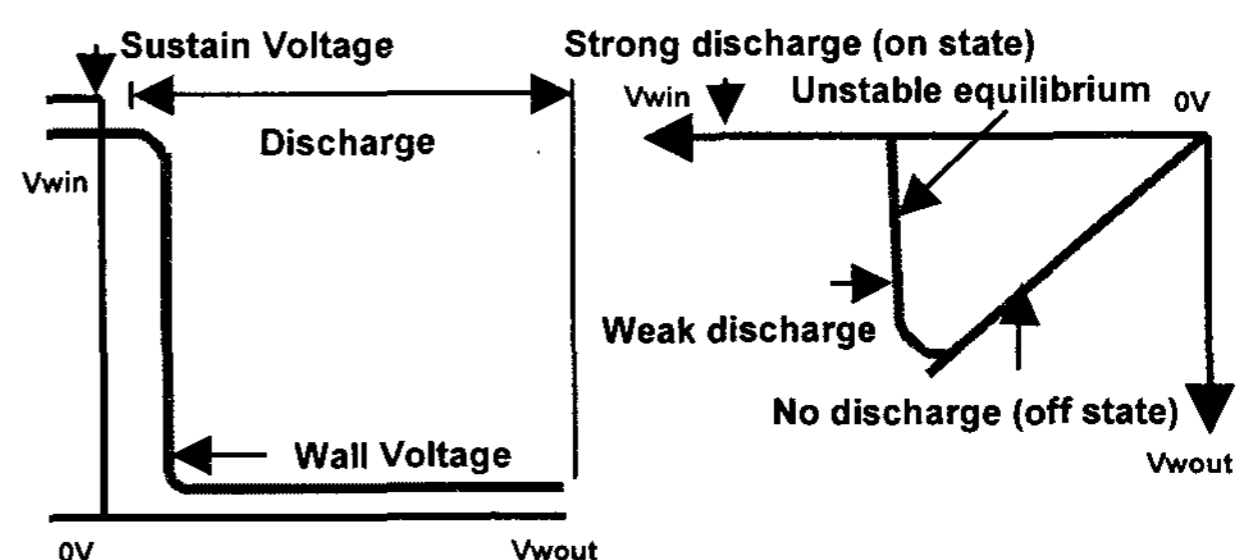 Sustain Voltage
Discharge
Vwin
Wall Voltage
0V
Vwout
Strong discharge (on state)
Vwin
Unstable equilibrium
0V
Weak discharge
No discharge (off state)
Vwout